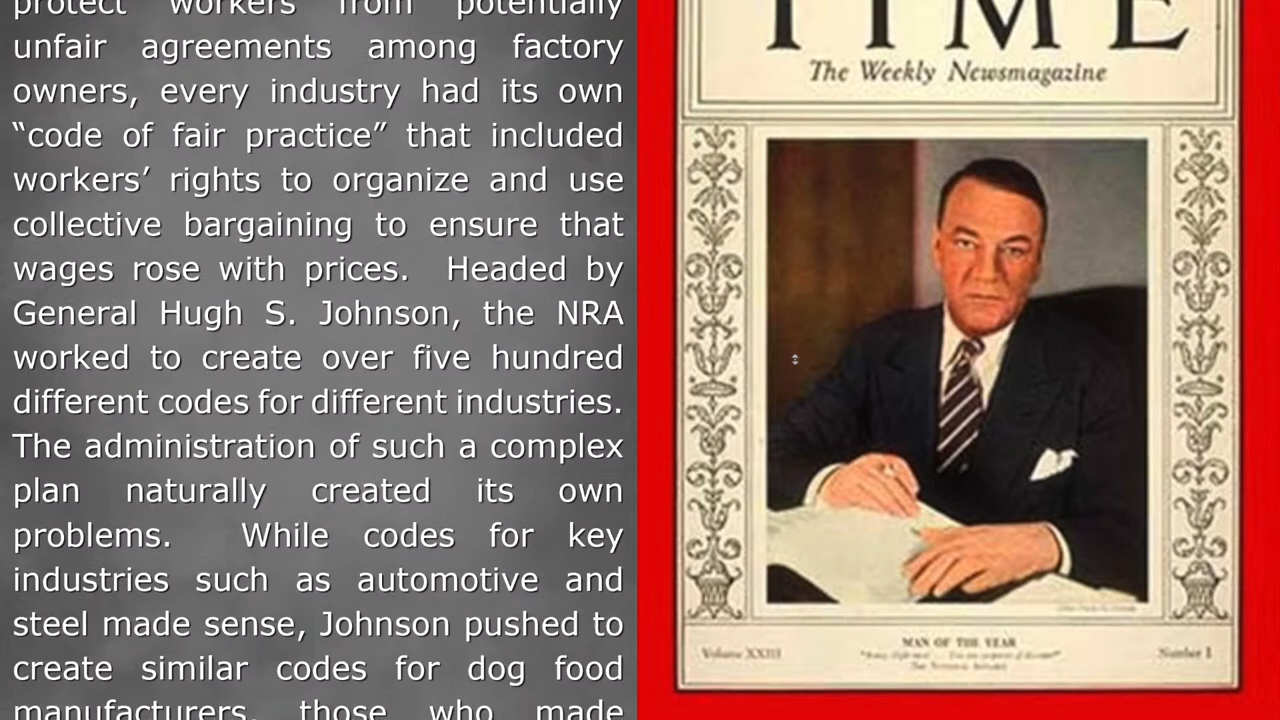 protect workers from potentially
unfair agreements among factory
owners, every industry had its own
“code of fair practice” that included
workers’ rights to organize and use
collective bargaining to ensure that
wages rose with prices.  Headed by
General Hugh S. Johnson, the NRA
worked to create over five hundred
different codes for different industries.
The administration of such a complex
plan naturally created its own
problems.  While codes for key
industries such as automotive and
steel made sense, Johnson pushed to
create similar codes for dog food
manufacturers, those who made
TIME
The Weekly Newsmagazine
MAN OF THE YEAR
Volume XXIII
Number 1